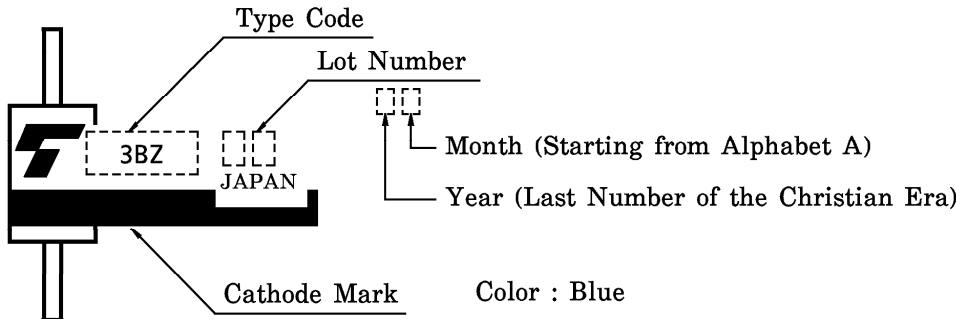 Type Code
Lot Number
3BZ
JAPAN
Month (Starting from Alphabet A)
Year (Last Number of the Christian Era)
Cathode Mark
Color : Blue